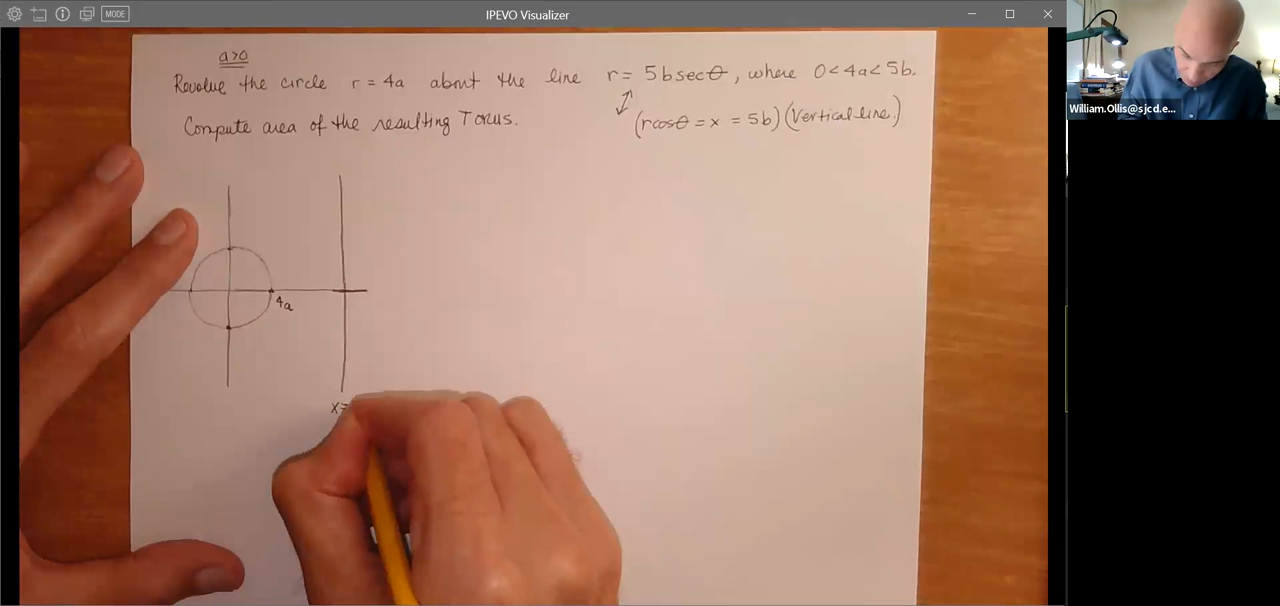 IPEVO Visualizer
MODE
a>0
Revolve the circle r = 4a about the line r = 5b secθ, where 0<4a<5b.
Compute area of the resulting Torus.
(rcosθ = x = 5b) (Vertical line.)
4a
x=
William.Ollis@sjcd.e...